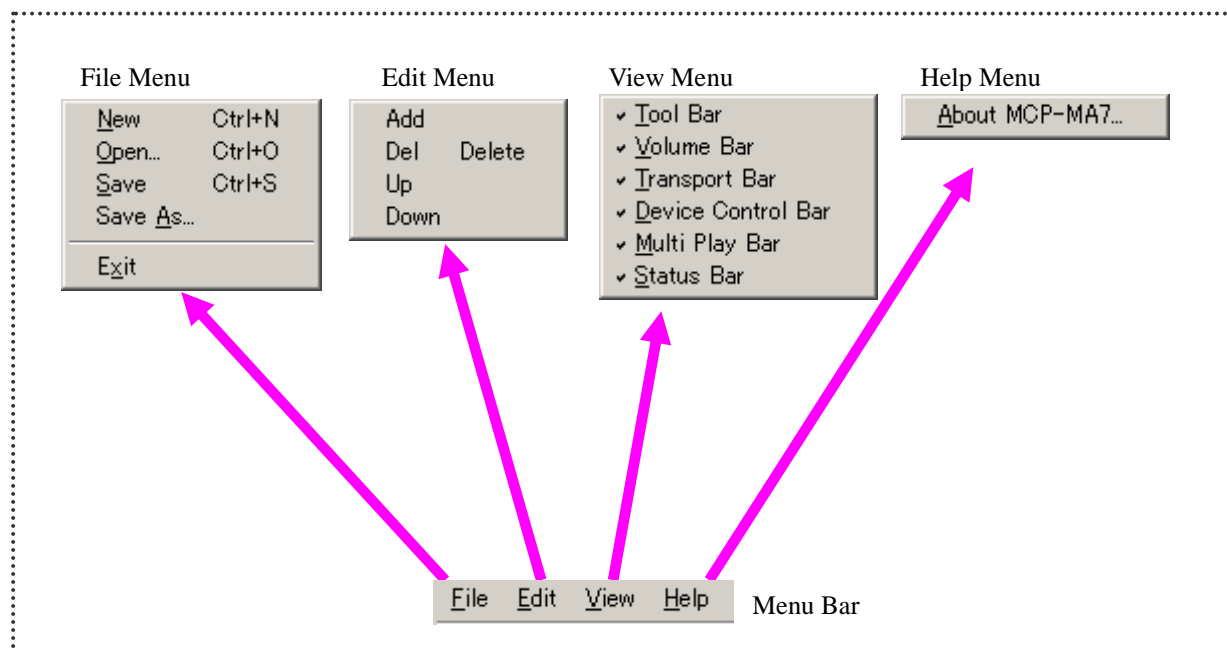 File Menu
New Ctrl+N
Open... Ctrl+O
Save Ctrl+S
Save As...
Exit
Edit Menu
Add
Del Delete
Up
Down
View Menu
Tool Bar
Volume Bar
Transport Bar
Device Control Bar
Multi Play Bar
Status Bar
Help Menu
About MCP-MA7...
File Edit View Help Menu Bar